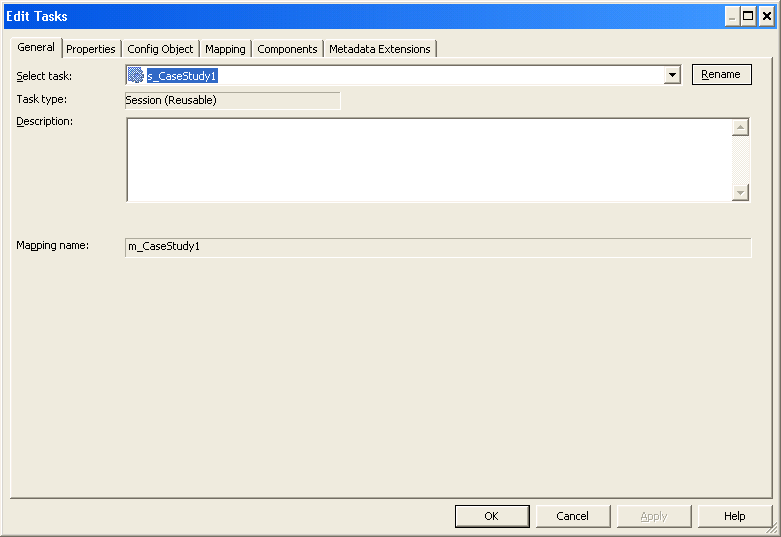 Edit Tasks
General Properties Config Object Mapping Components Metadata Extensions
Select task: s_CaseStudy1 Rename
Task type: Session (Reusable)
Description:
Mapping name: m_CaseStudy1
OK Cancel Apply Help